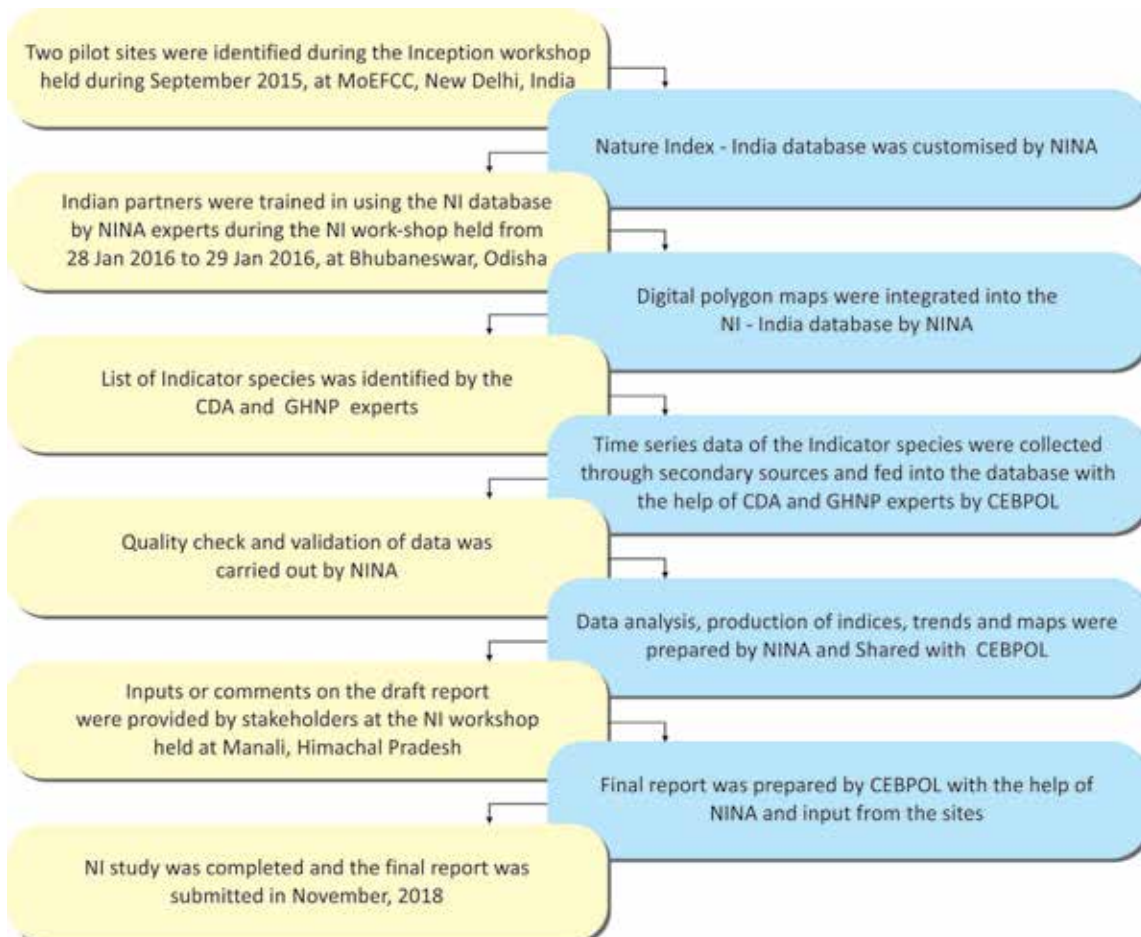 Two pilot sites were identified during the Inception workshop
held during September 2015, at MoEFCC, New Delhi, India
Nature Index - India database was customised by NINA
Indian partners were trained in using the NI database
by NINA experts during the NI work-shop held from
28 Jan 2016 to 29 Jan 2016, at Bhubaneswar, Odisha
Digital polygon maps were integrated into the
NI - India database by NINA
List of Indicator species was identified by the
CDA and GHNP experts
Time series data of the Indicator species were collected
through secondary sources and fed into the database with
the help of CDA and GHNP experts by CEBPOL
Quality check and validation of data was
carried out by NINA
Data analysis, production of indices, trends and maps were
prepared by NINA and Shared with CEBPOL
Inputs or comments on the draft report
were provided by stakeholders at the NI workshop
held at Manali, Himachal Pradesh
Final report was prepared by CEBPOL with the help of
NINA and input from the sites
NI study was completed and the final report was
submitted in November, 2018